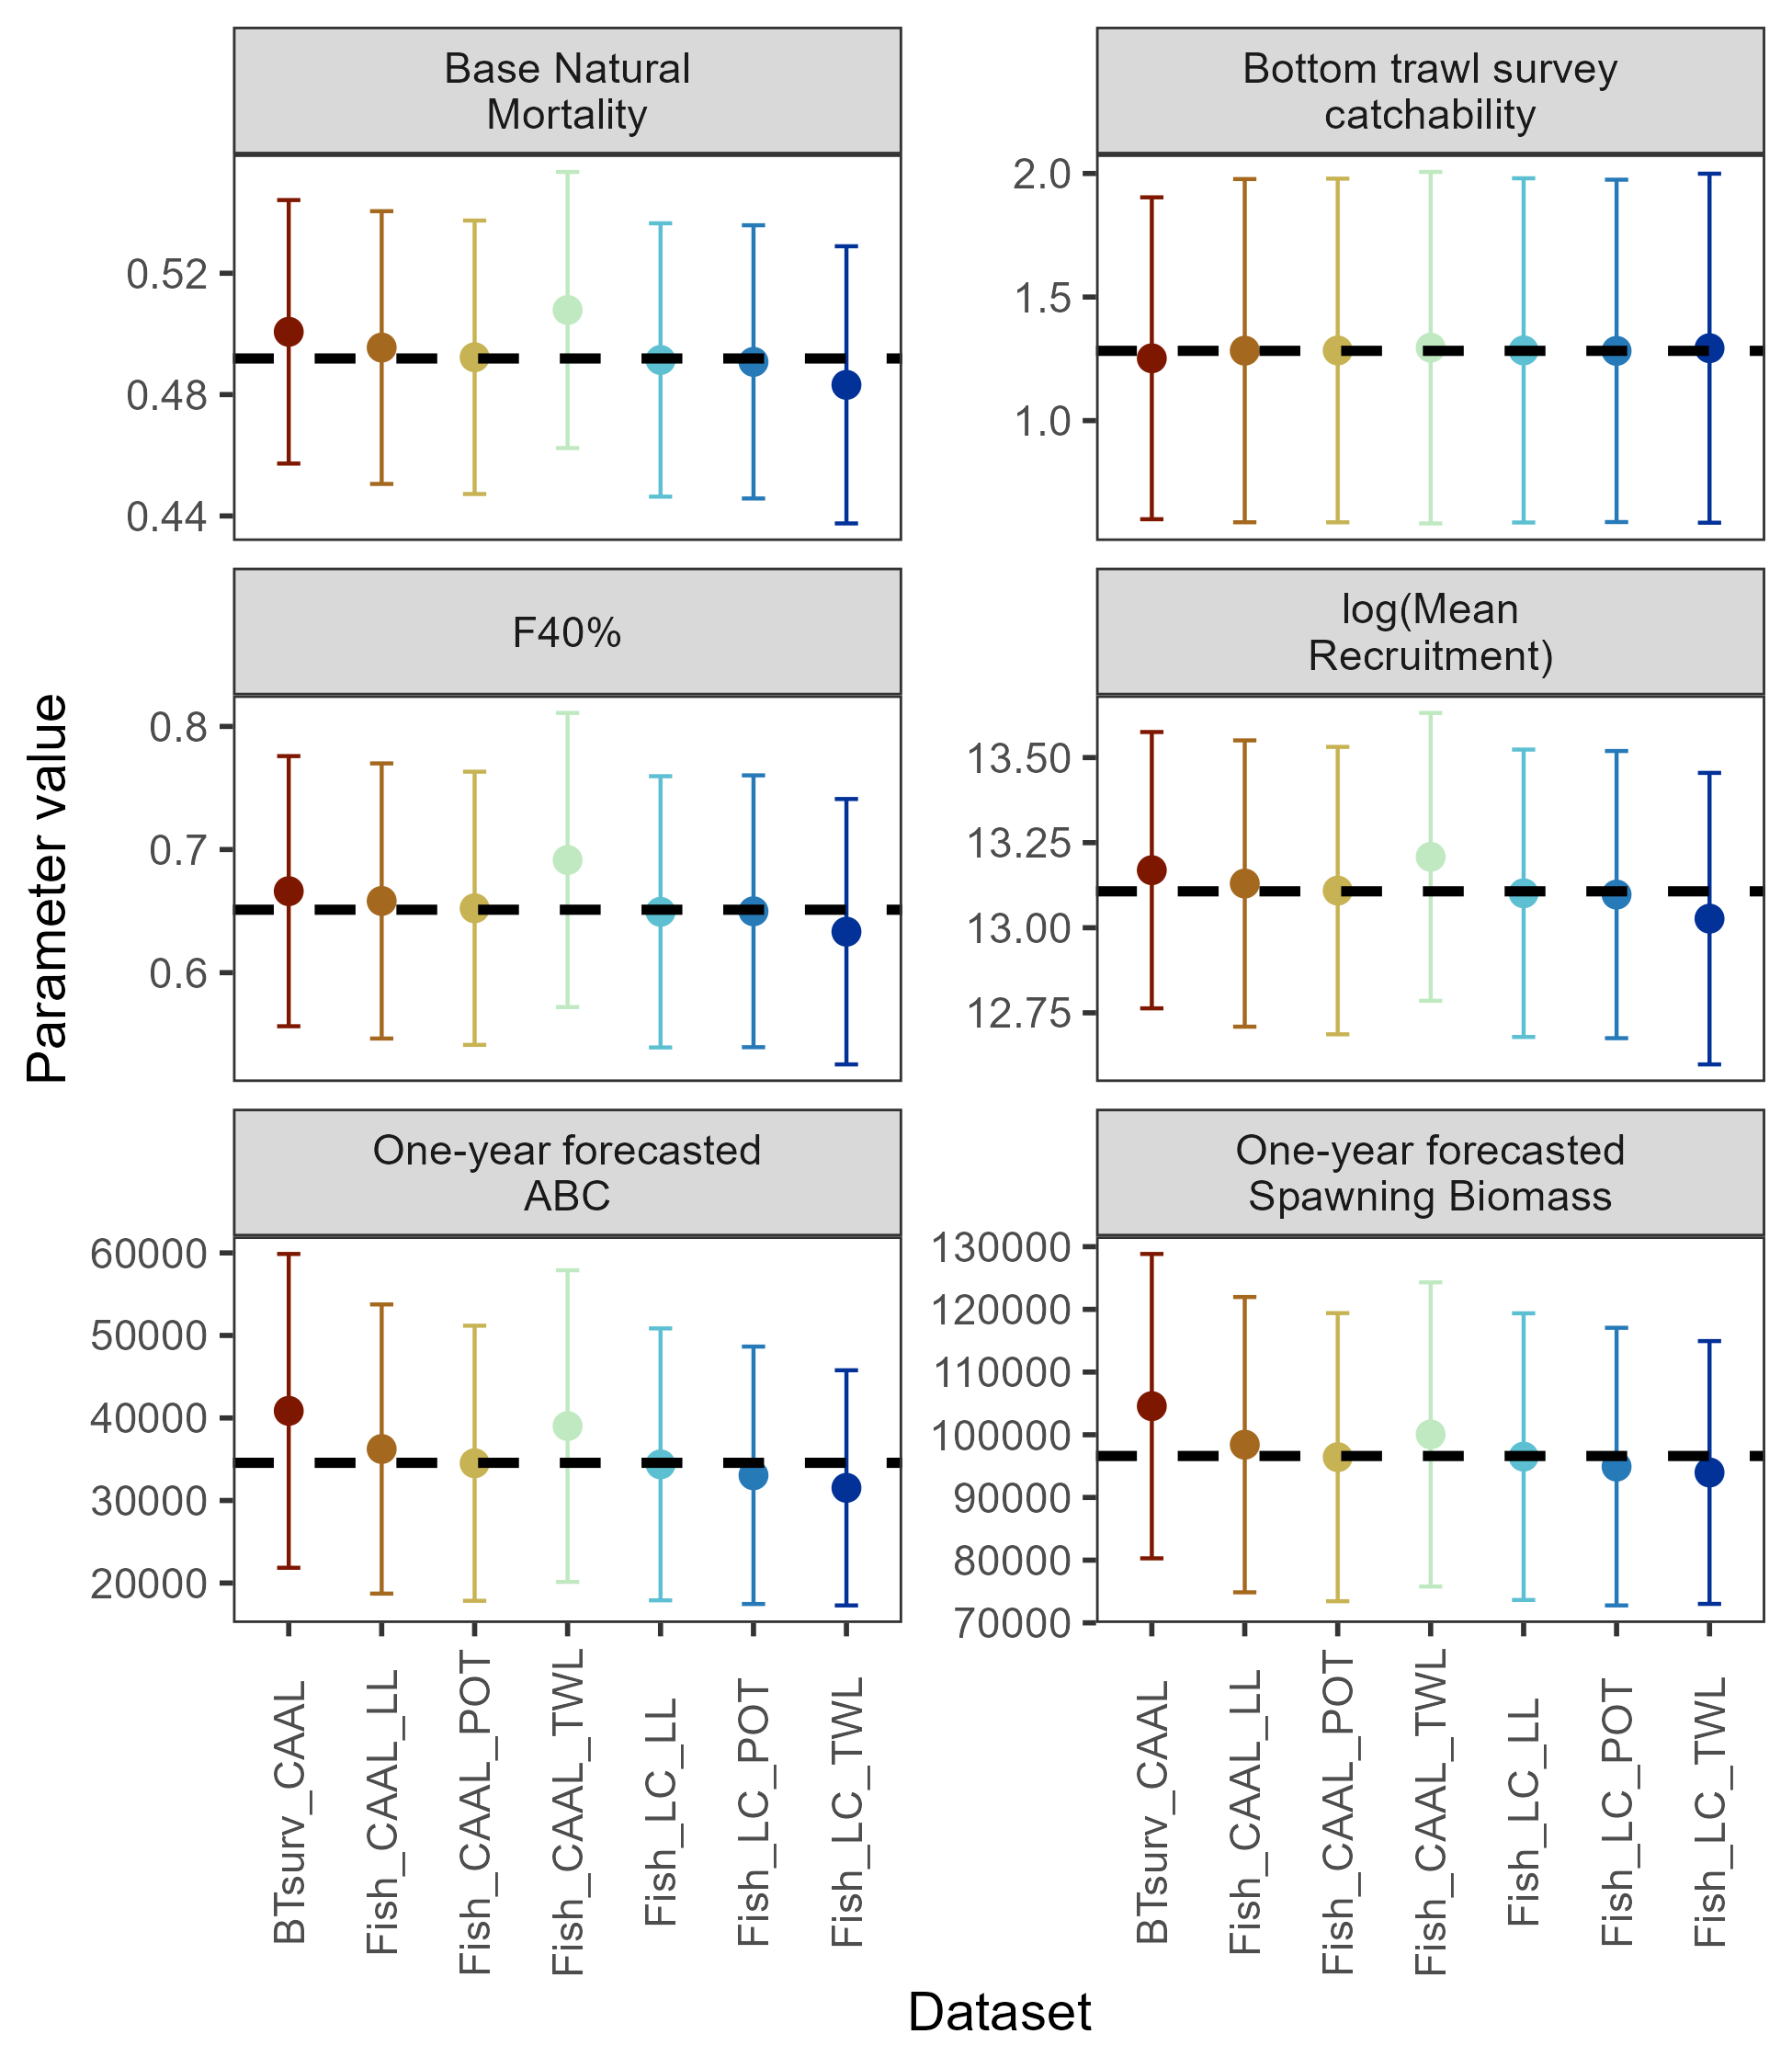 Base Natural
Mortality
Bottom trawl survey
catchability
0.52
0.48
0.44
2.0
1.5
1.0
F40%
log(Mean
Recruitment)
0.8
0.7
0.6
13.50
13.25
13.00
12.75
One-year forecasted
ABC
One-year forecasted
Spawning Biomass
60000
50000
40000
30000
20000
130000
120000
110000
100000
90000
80000
70000
Parameter value
BTsurv_CAAL
Fish_CAAL_LL
Fish_CAAL_POT
Fish_CAAL_TWL
Fish_LC_LL
Fish_LC_POT
Fish_LC_TWL
BTsurv_CAAL
Fish_CAAL_LL
Fish_CAAL_POT
Fish_CAAL_TWL
Fish_LC_LL
Fish_LC_POT
Fish_LC_TWL
Dataset